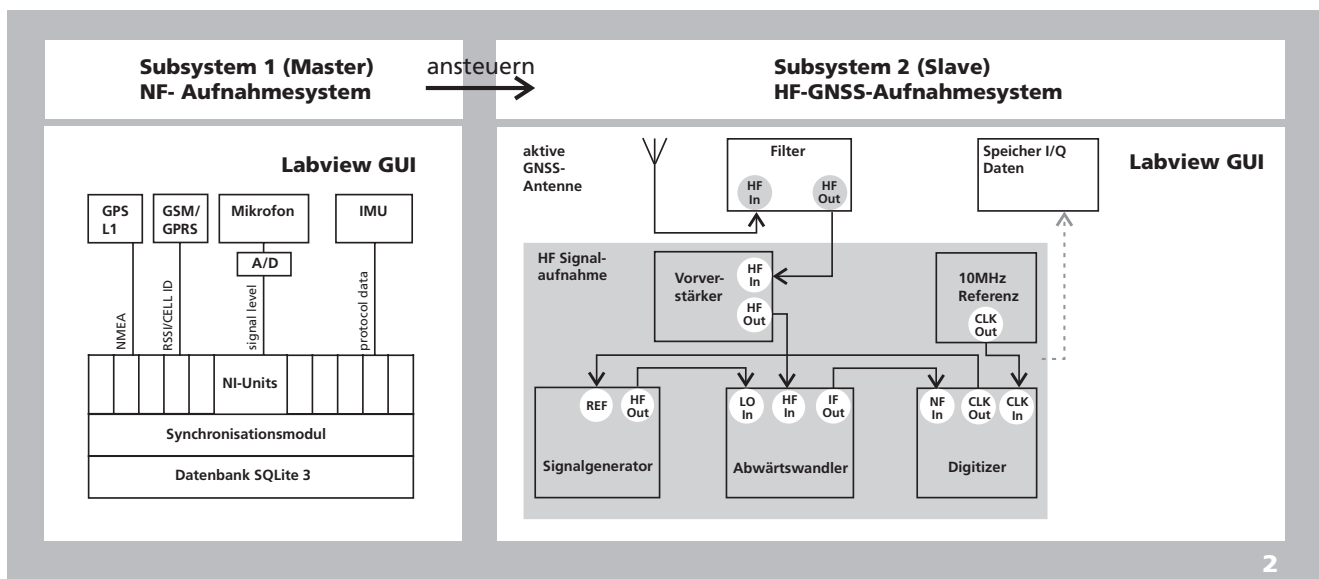 Subsystem 1 (Master)
NF- Aufnahmesystem
ansteuern
Subsystem 2 (Slave)
HF-GNSS-Aufnahmesystem
Labview GUI
GPS
L1
GSM/
GPRS
Mikrofon
IMU
A/D
NMEA
RSSI/CELL ID
signal level
protocol data
NI-Units
Synchronisationsmodul
Datenbank SQLite 3
aktive
GNSS-
Antenne
Filter
HF
In
HF
Out
Speicher I/Q
Daten
Labview GUI
HF Signal-
aufnahme
Vorver-
stärker
HF
In
HF
Out
10MHz
Referenz
CLK
Out
REF
HF
Out
Signalgenerator
LO
In
HF
In
IF
Out
Abwärtswandler
NF
In
CLK
Out
CLK
In
Digitizer
2